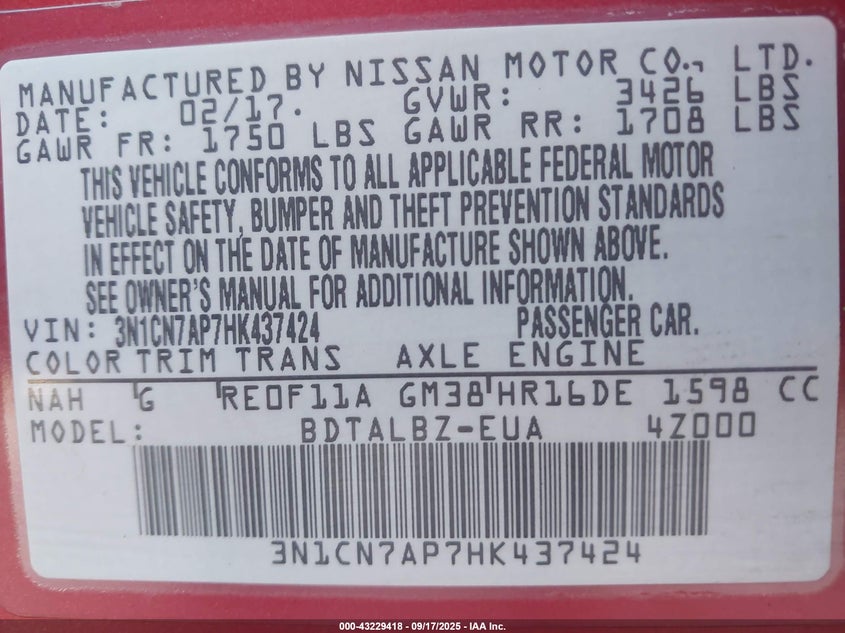 MANUFACTURED BY NISSAN MOTOR CO., LTD.
DATE: 02/17. GVWR: 3426 LBS
GAWR FR: 1750 LBS GAWR RR: 1708 LBS
THIS VEHICLE CONFORMS TO ALL APPLICABLE FEDERAL MOTOR
VEHICLE SAFETY, BUMPER AND THEFT PREVENTION STANDARDS
IN EFFECT ON THE DATE OF MANUFACTURE SHOWN ABOVE.
SEE OWNER'S MANUAL FOR ADDITIONAL INFORMATION.
VIN: 3N1CN7AP7HK437424 PASSENGER CAR.
COLOR TRIM TRANS AXLE ENGINE
NAH G RE0F11A GM38 HR16DE 1598 CC
MODEL: BDTALBZ-EUA 4Z000
3N1CN7AP7HK437424
000-43229418 - 09/17/2025 - IAA Inc.